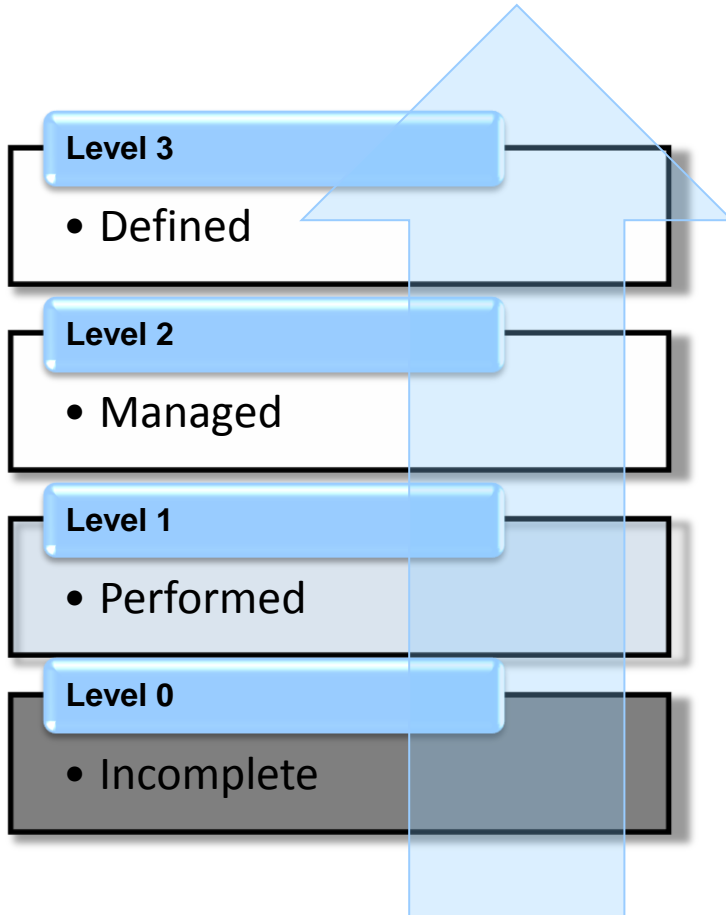 Level 3
• Defined
Level 2
• Managed
Level 1
• Performed
Level 0
• Incomplete